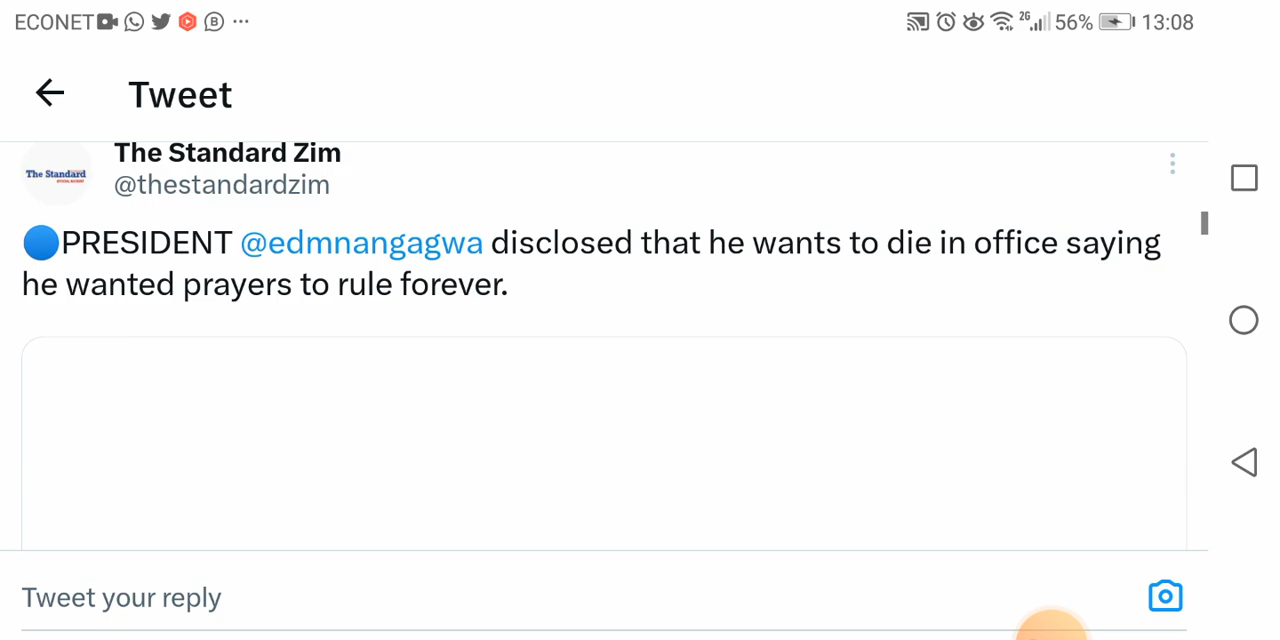 ECONET B ... 2G 56% 13:08
Tweet
The Standard Zim
The Standard
@thestandardzim
PRESIDENT @edmnangagwa disclosed that he wants to die in office saying
he wanted prayers to rule forever.
Tweet your reply